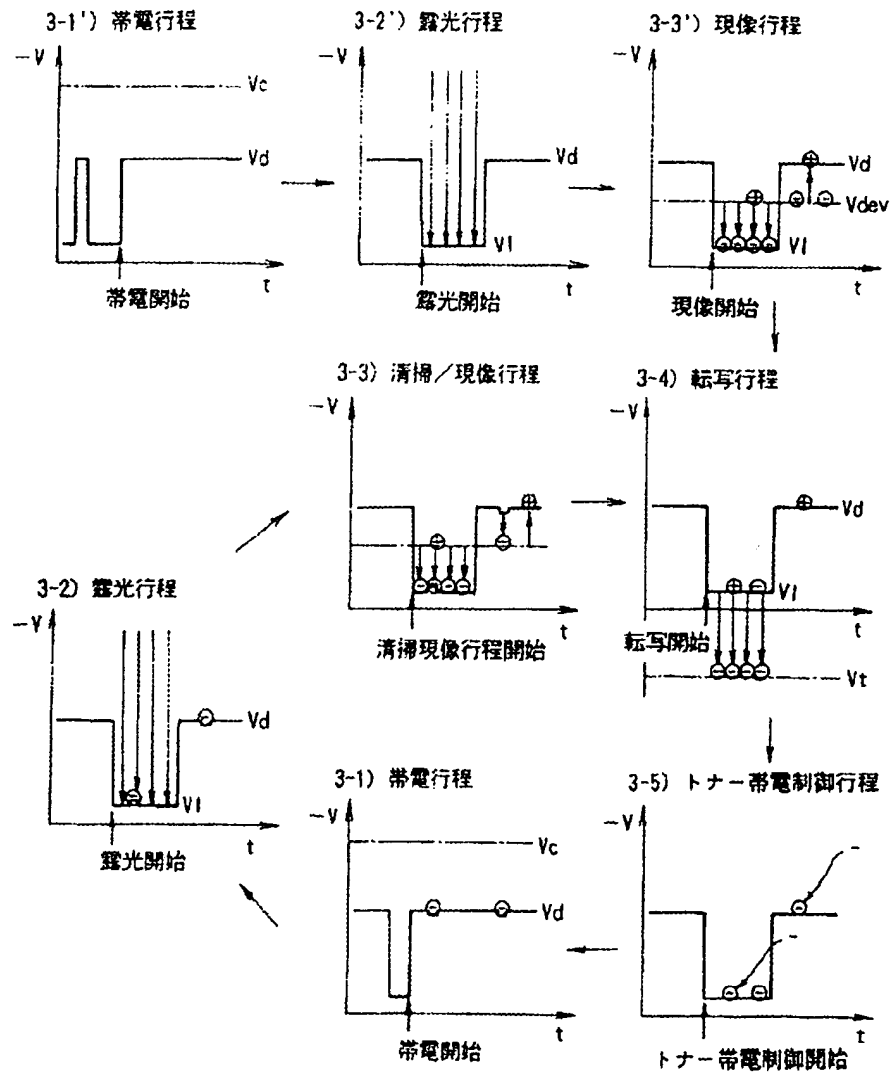 3-1') 帯電行程
-V
Vc
Vd
t
帯電開始
3-2') 露光行程
-V
Vd
Vl
t
露光開始
3-3') 現像行程
-V
Vd
Vdev
Vl
t
現像開始
3-3) 清掃/現像行程
-V
t
清掃現像行程開始
3-4) 転写行程
-V
Vd
Vl
t
転写開始
Vt
3-2) 露光行程
-V
Vd
Vl
t
露光開始
3-1) 帯電行程
-V
Vc
Vd
t
帯電開始
3-5) トナー帯電制御行程
-V
-
-
t
トナー帯電制御開始